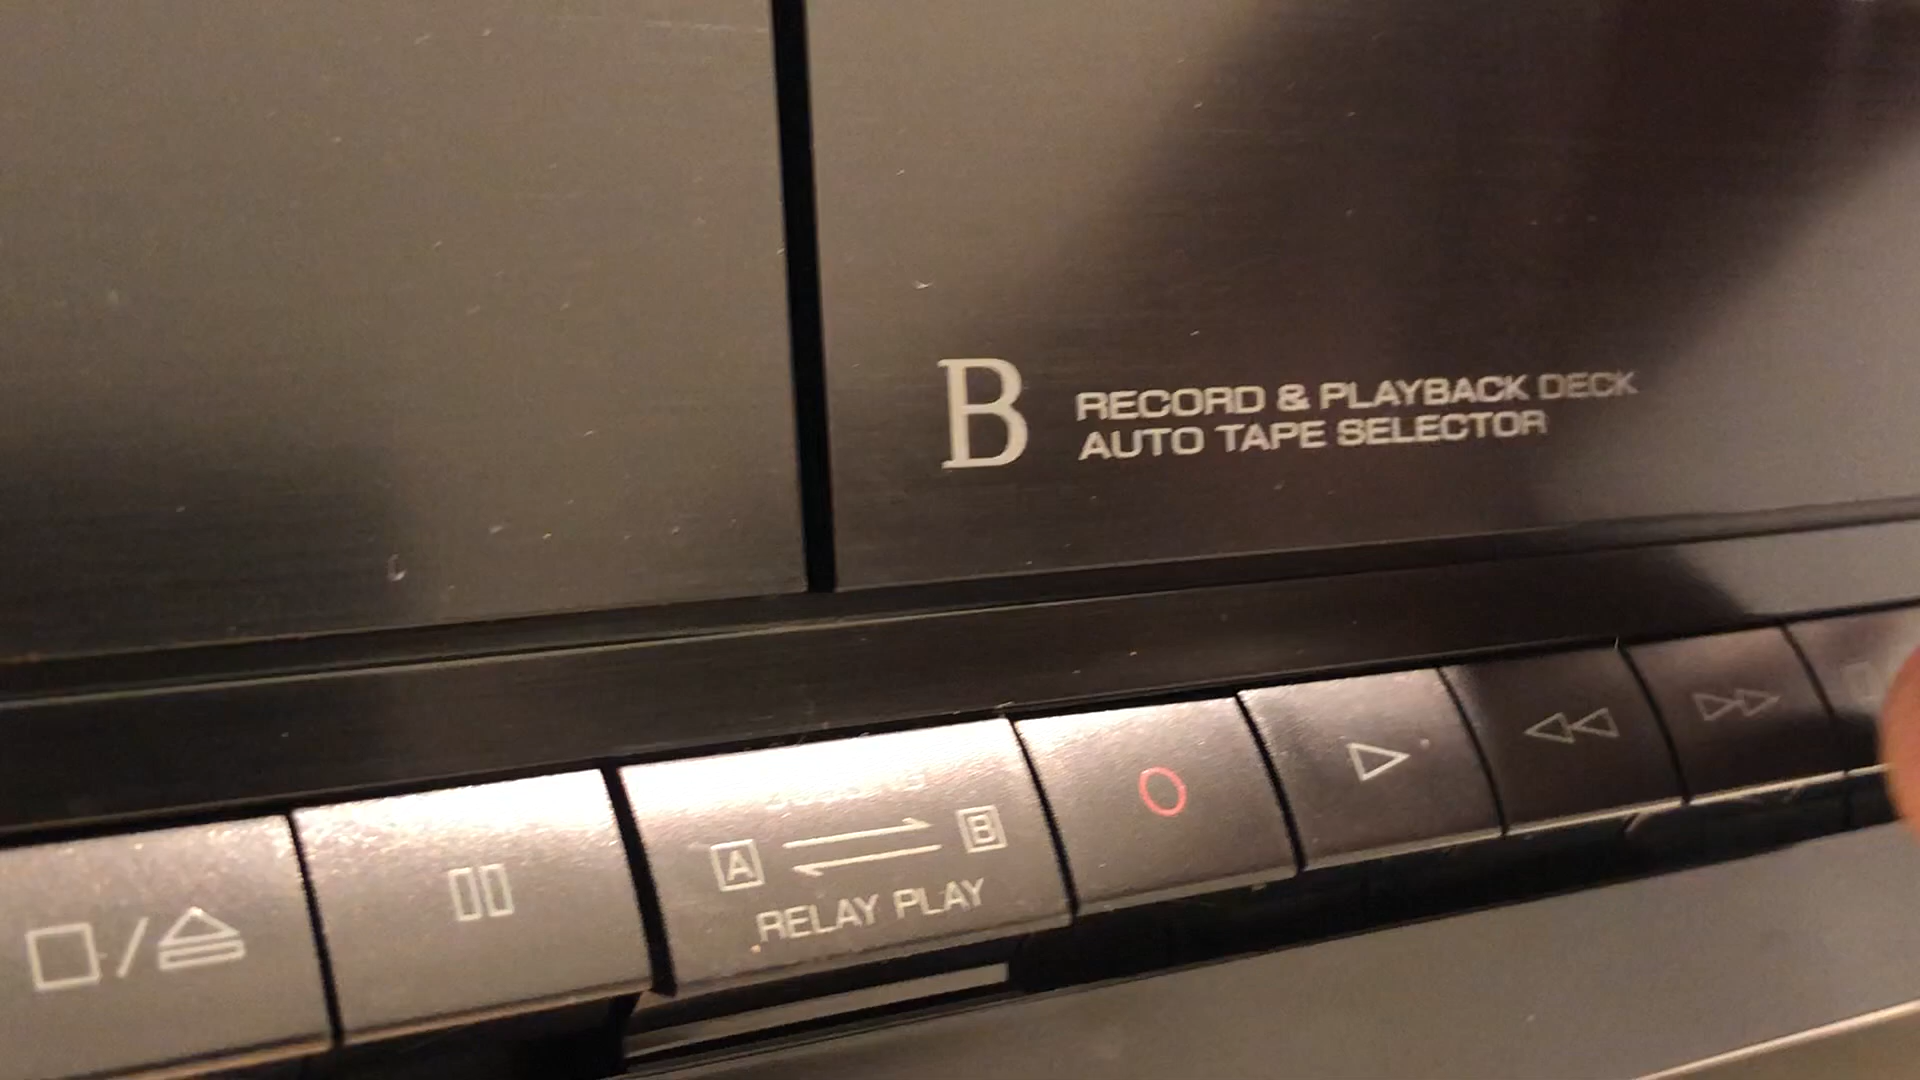 B
RECORD & PLAYBACK DECK
AUTO TAPE SELECTOR
A B
RELAY PLAY